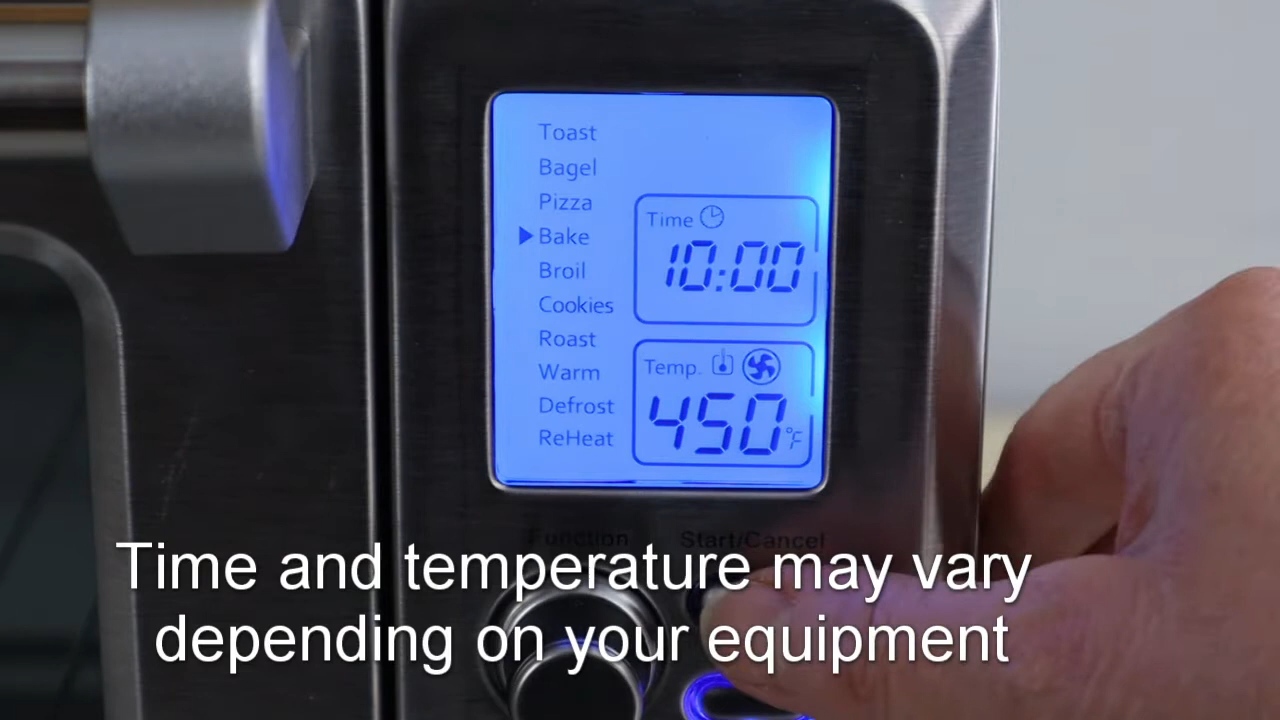 Toast
Bagel
Pizza
Bake
Broil
Cookies
Roast
Warm
Defrost
ReHeat
Time
10:00
Temp.
450°F
Function
Start/Cancel
Time and temperature may vary
depending on your equipment